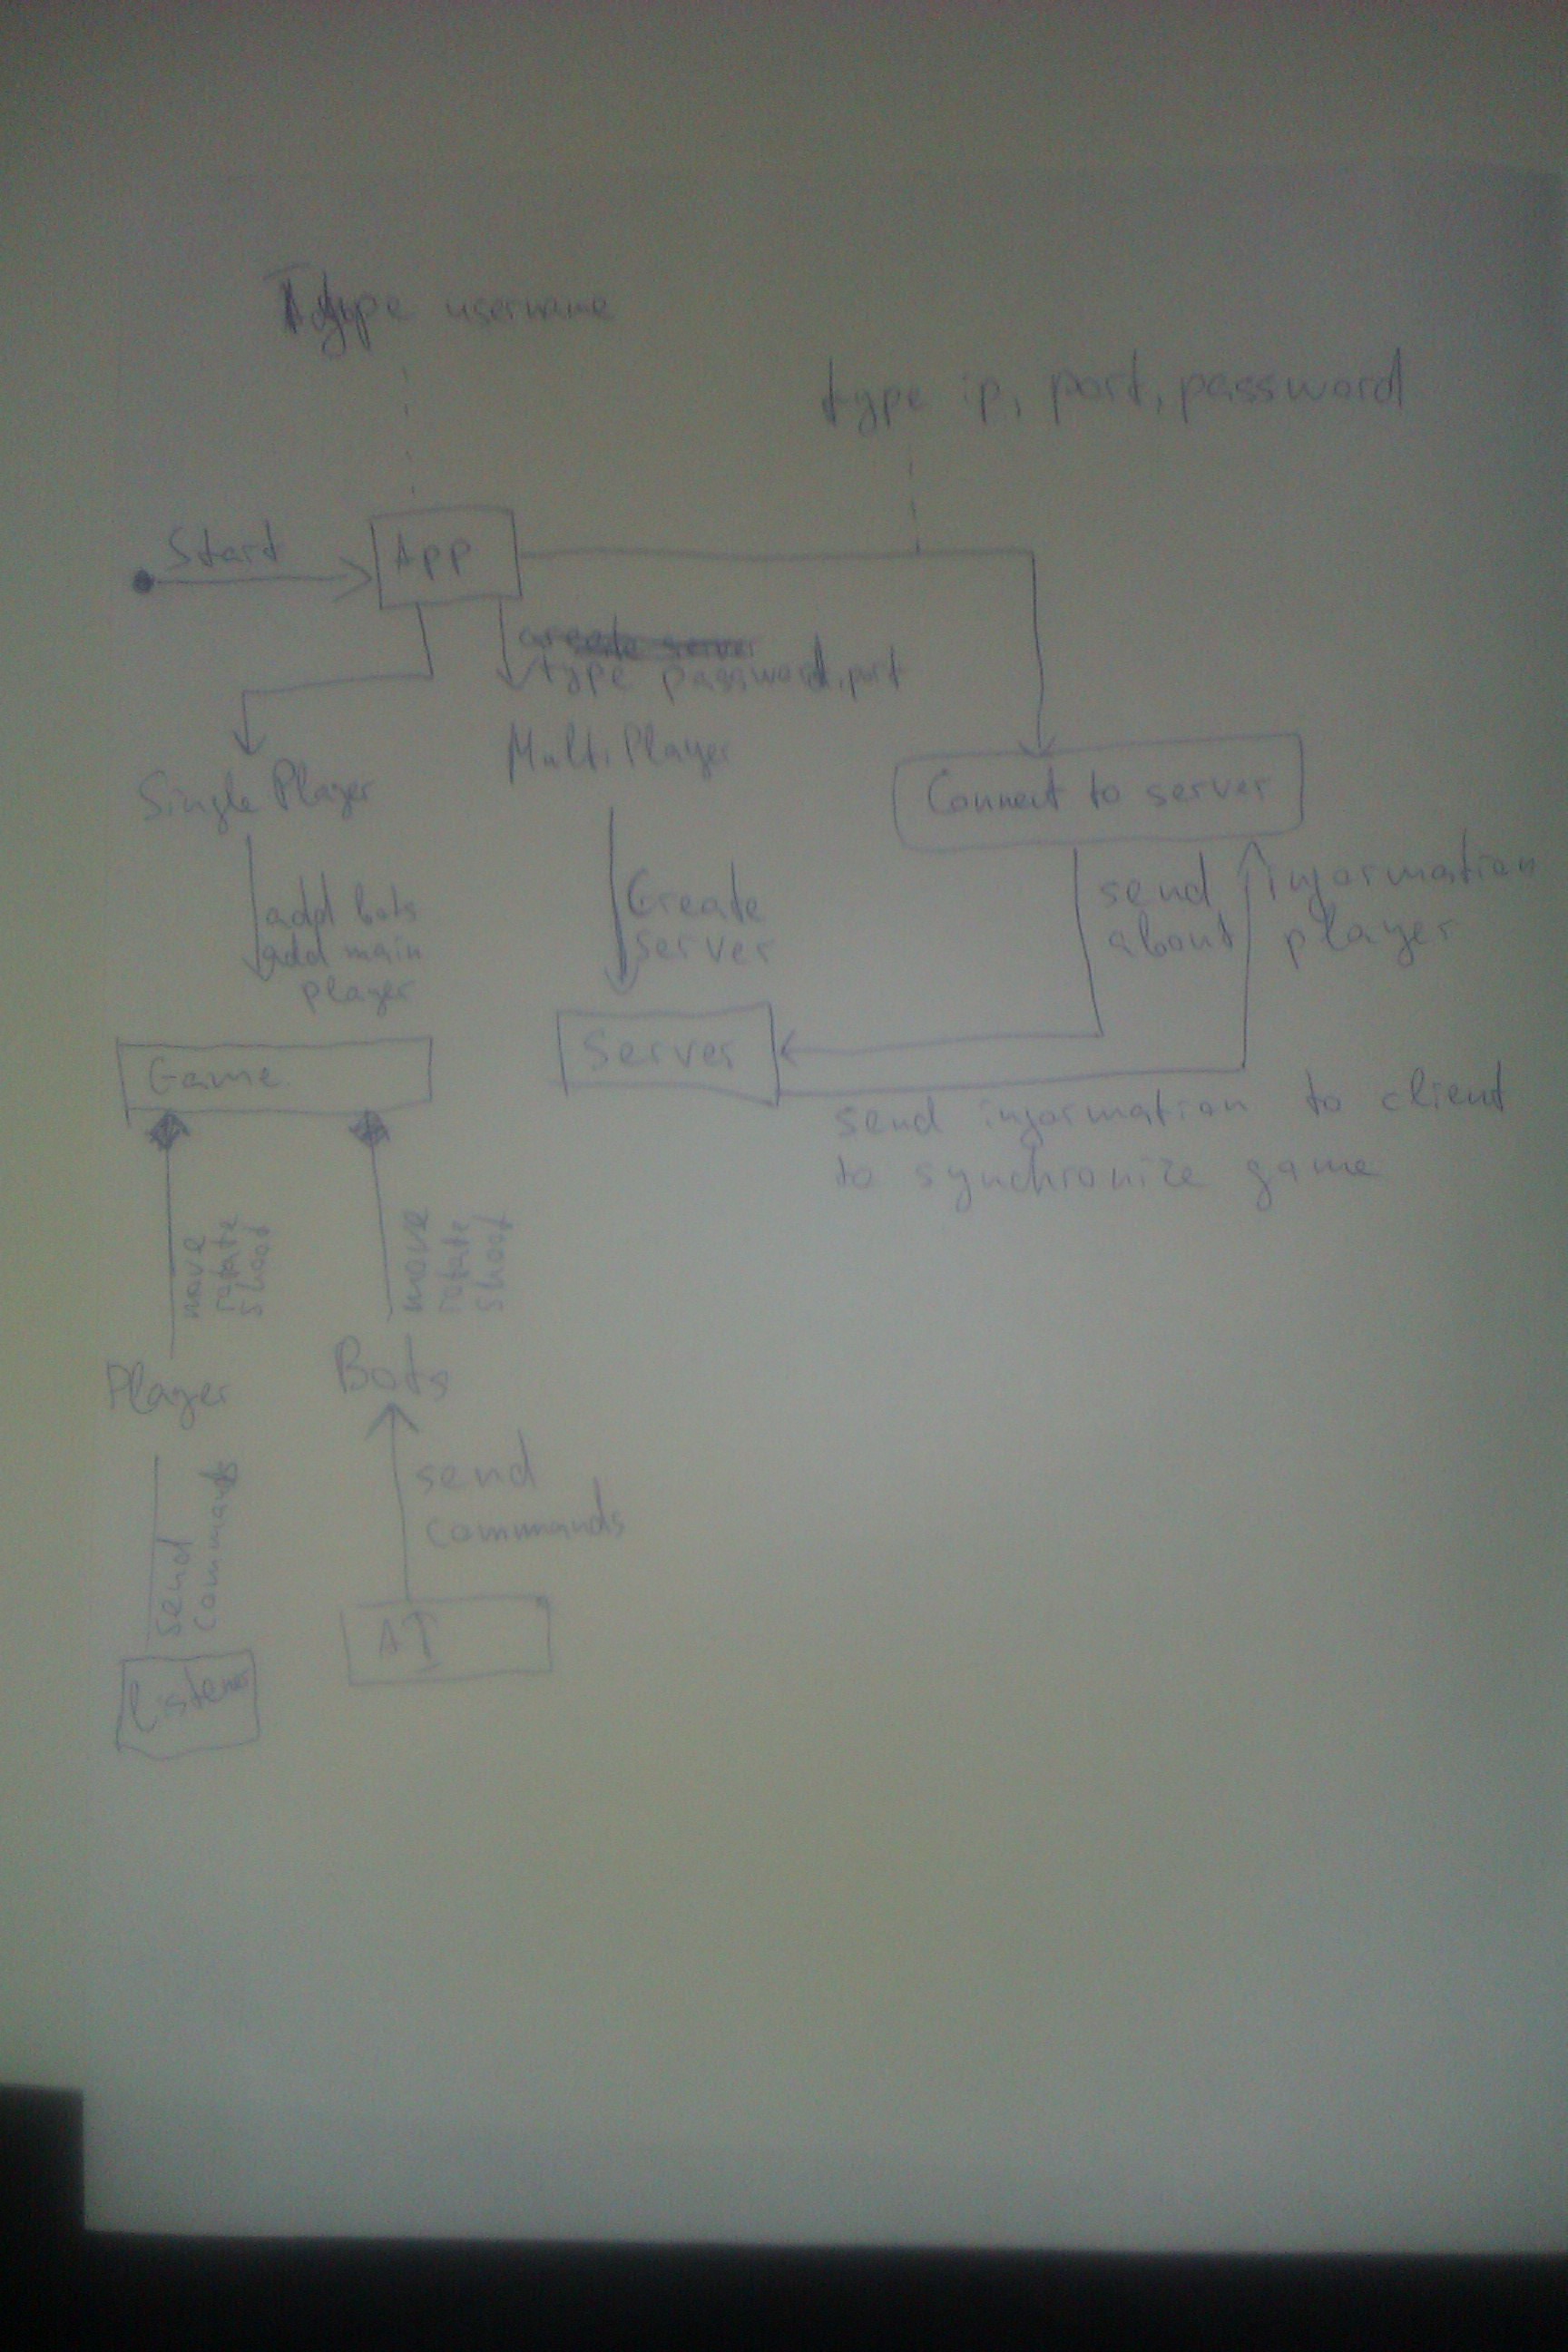 Type username
type ip, port, password
Start
App
create server
type password, port
Multi Player
Single Player
Connect to server
add bots
add main
player
Create
server
send information
about player
Game
Server
send information to client
to synchronize game
move
rotate
shoot
move
rotate
shoot
Player
Bots
send
commands
send
commands
AI
Listener